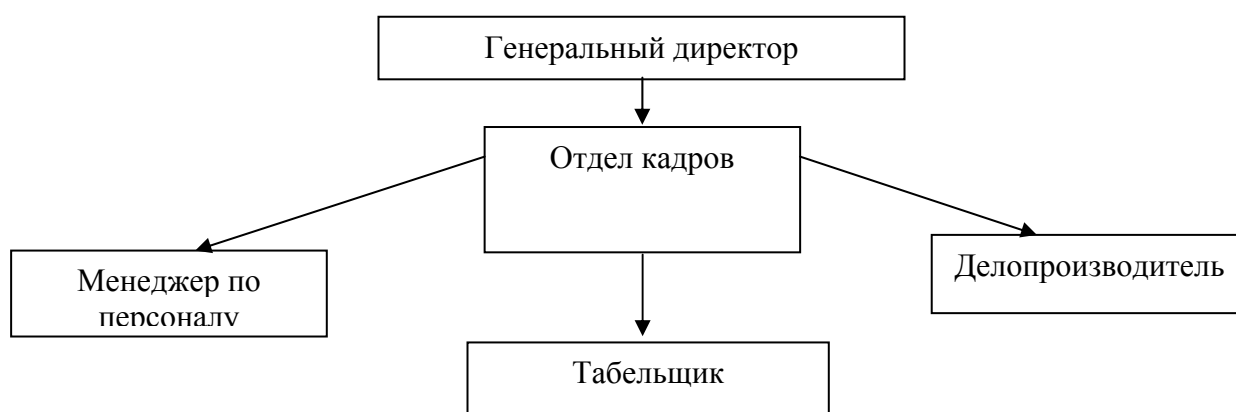 Генеральный директор
Отдел кадров
Менеджер по
персоналу
Делопроизводитель
Табельщик